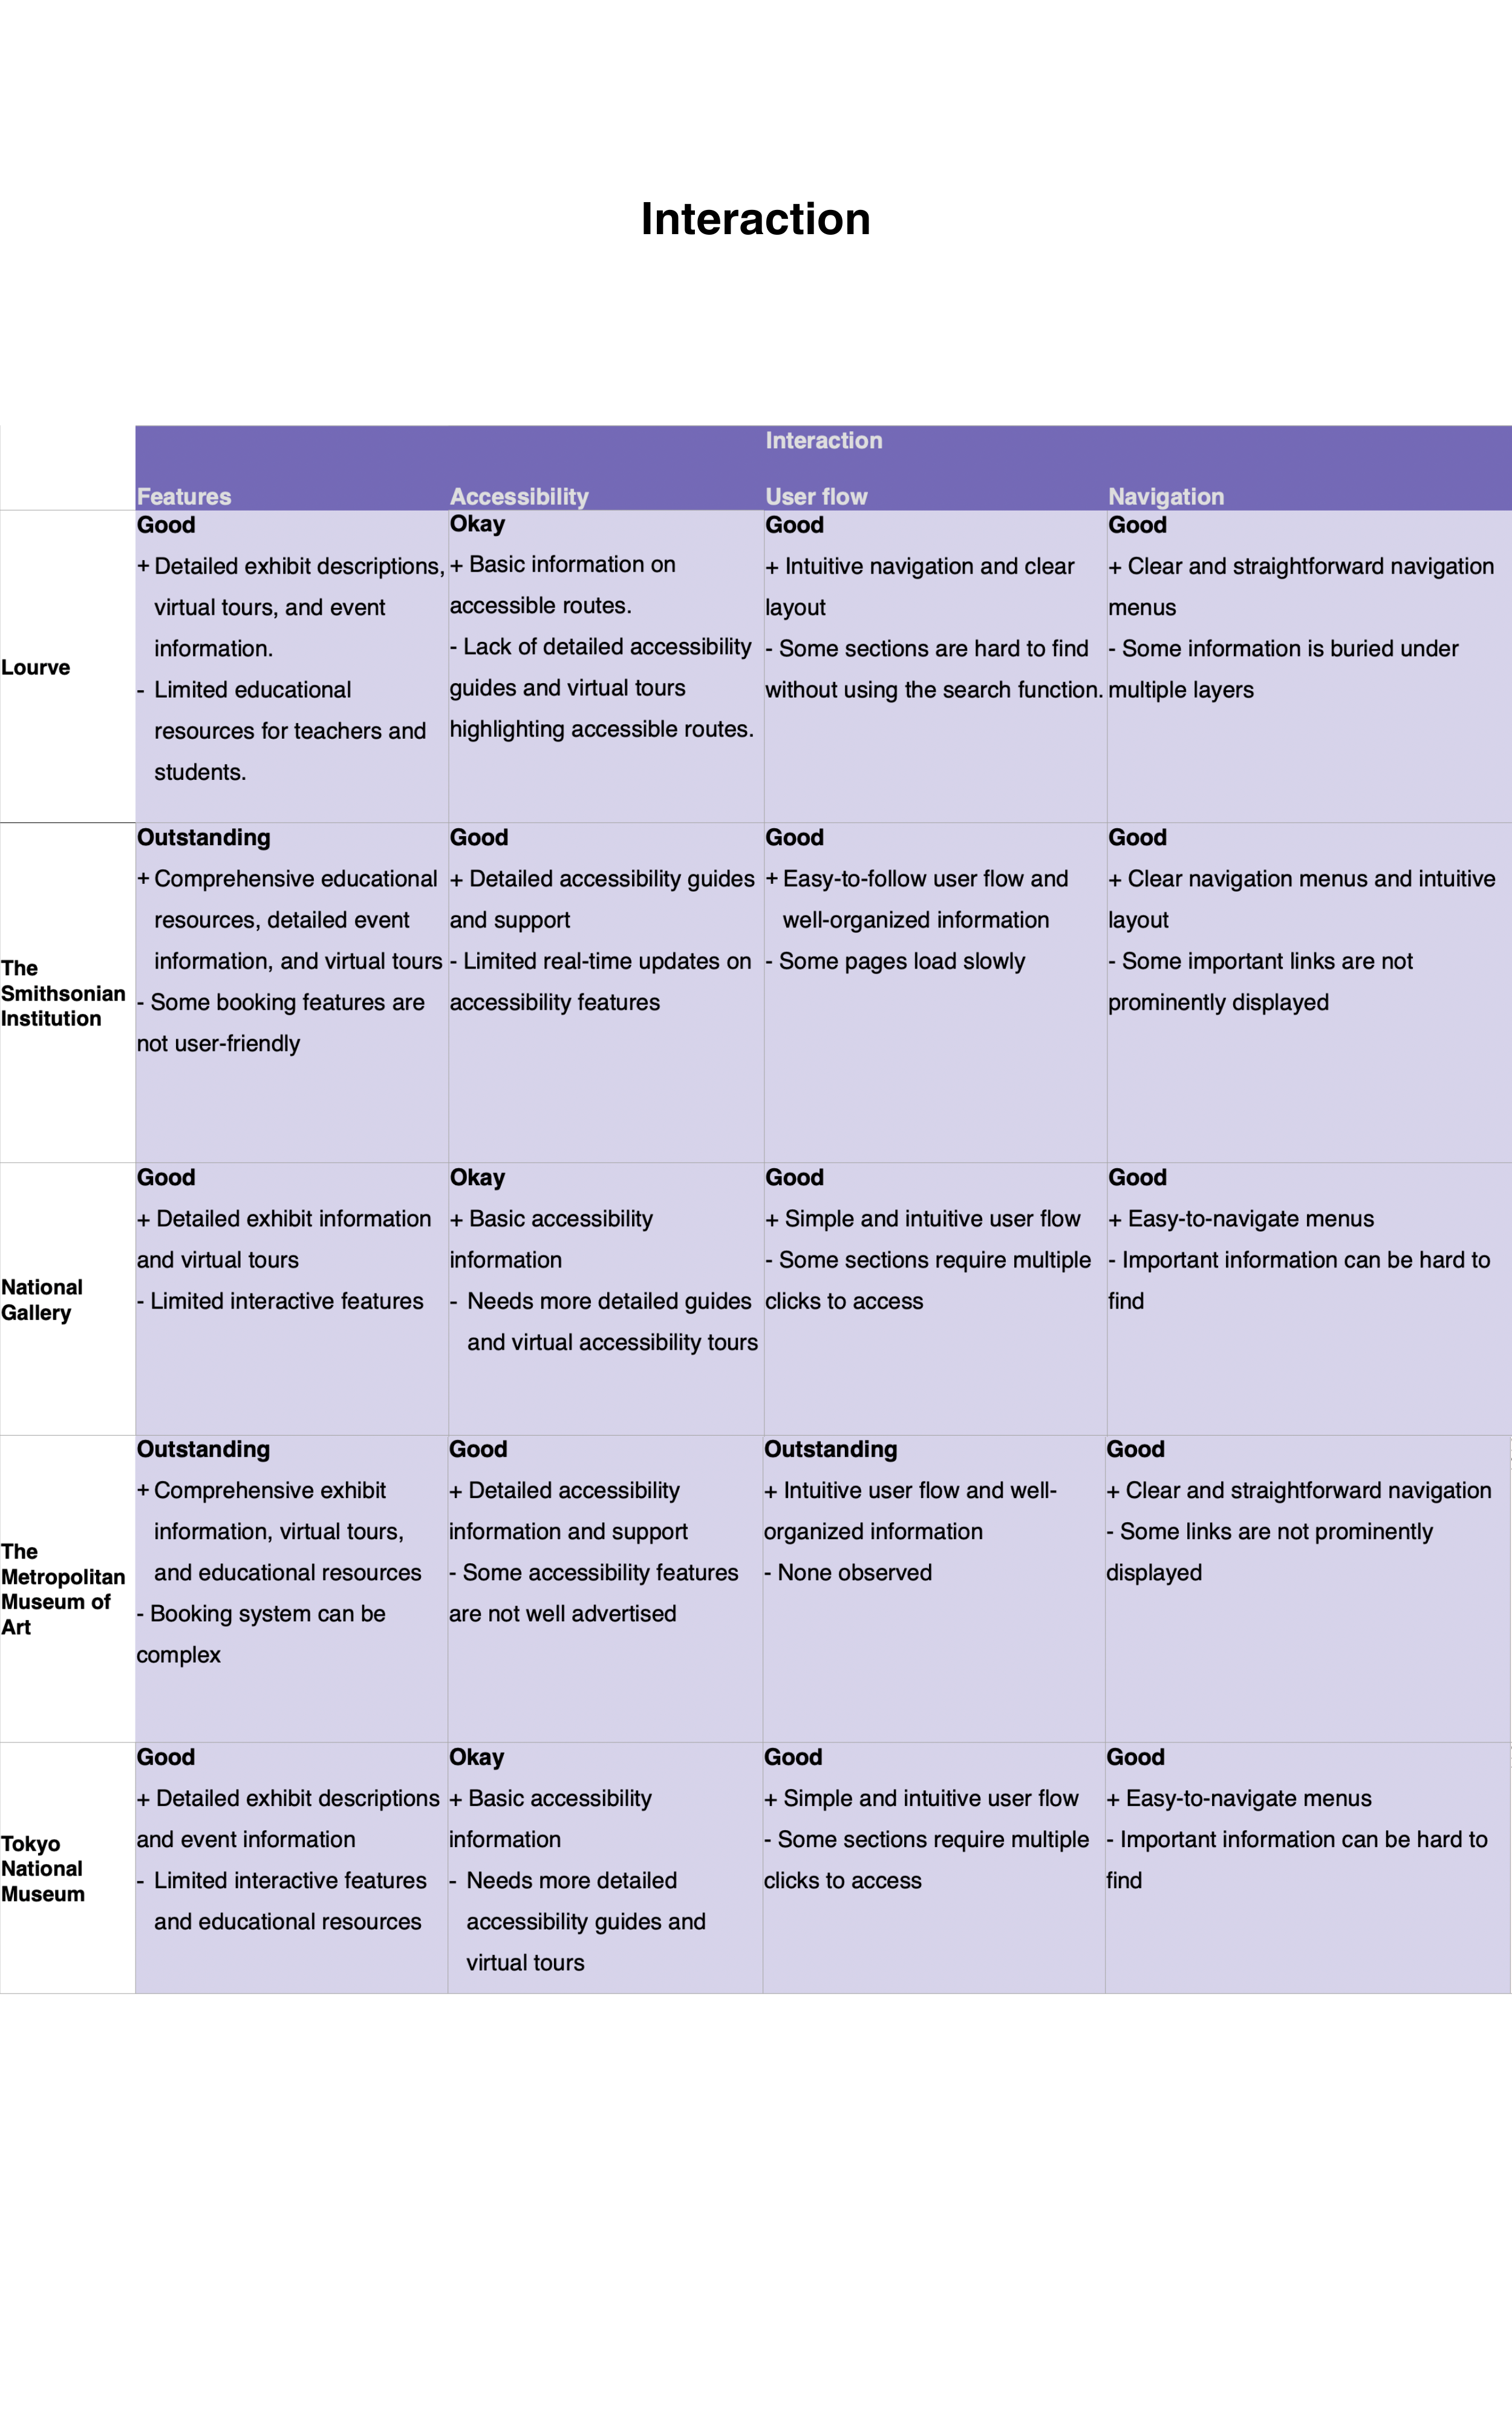 Interaction
Interaction
Features Accessibility User flow Navigation
Lourve
Good
+ Detailed exhibit descriptions,
virtual tours, and event
information.
- Limited educational
resources for teachers and
students.
Okay
+ Basic information on
accessible routes.
- Lack of detailed accessibility
guides and virtual tours
highlighting accessible routes.
Good
+ Intuitive navigation and clear
layout
- Some sections are hard to find
without using the search function.
Good
+ Clear and straightforward navigation
menus
- Some information is buried under
multiple layers
The
Smithsonian
Institution
Outstanding
+ Comprehensive educational
resources, detailed event
information, and virtual tours
- Some booking features are
not user-friendly
Good
+ Detailed accessibility guides
and support
- Limited real-time updates on
accessibility features
Good
+ Easy-to-follow user flow and
well-organized information
- Some pages load slowly
Good
+ Clear navigation menus and intuitive
layout
- Some important links are not
prominently displayed
National
Gallery
Good
+ Detailed exhibit information
and virtual tours
- Limited interactive features
Okay
+ Basic accessibility
information
- Needs more detailed guides
and virtual accessibility tours
Good
+ Simple and intuitive user flow
- Some sections require multiple
clicks to access
Good
+ Easy-to-navigate menus
- Important information can be hard to
find
The
Metropolitan
Museum of
Art
Outstanding
+ Comprehensive exhibit
information, virtual tours,
and educational resources
- Booking system can be
complex
Good
+ Detailed accessibility
information and support
- Some accessibility features
are not well advertised
Outstanding
+ Intuitive user flow and well-
organized information
- None observed
Good
+ Clear and straightforward navigation
- Some links are not prominently
displayed
Tokyo
National
Museum
Good
+ Detailed exhibit descriptions
and event information
- Limited interactive features
and educational resources
Okay
+ Basic accessibility
information
- Needs more detailed
accessibility guides and
virtual tours
Good
+ Simple and intuitive user flow
- Some sections require multiple
clicks to access
Good
+ Easy-to-navigate menus
- Important information can be hard to
find